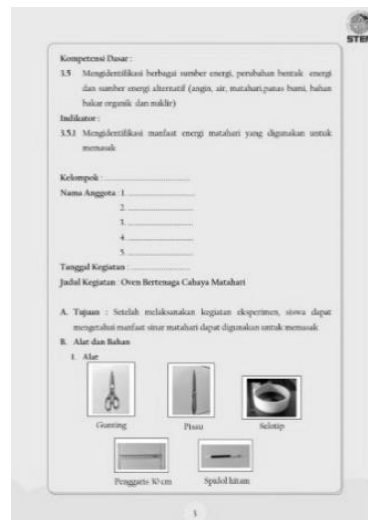 STEM
Kompetensi Dasar :
3.5 Mengidentifikasi berbagai sumber energi, perubahan bentuk energi
dan sumber energi alternatif (angin, air, matahari,panas bumi, bahan
bakar organik dan nuklir)
Indikator :
3.5.1 Mengidentifikasi manfaat energi matahari yang digunakan untuk
memasak
Kelompok : ..............................
Nama Anggota : 1. ........................
2. ........................
3. ........................
4. ........................
5. ........................
Tanggal Kegiatan : ....................
Judul Kegiatan : Oven Bertenaga Cahaya Matahari
A. Tujuan : Setelah melaksanakan kegiatan eksperimen, siswa dapat
mengetahui manfaat sinar matahari dapat digunakan untuk memasak
B. Alat dan Bahan
1. Alat
Gunting Pisau Selotip
Penggaris 30 cm Spidol hitam